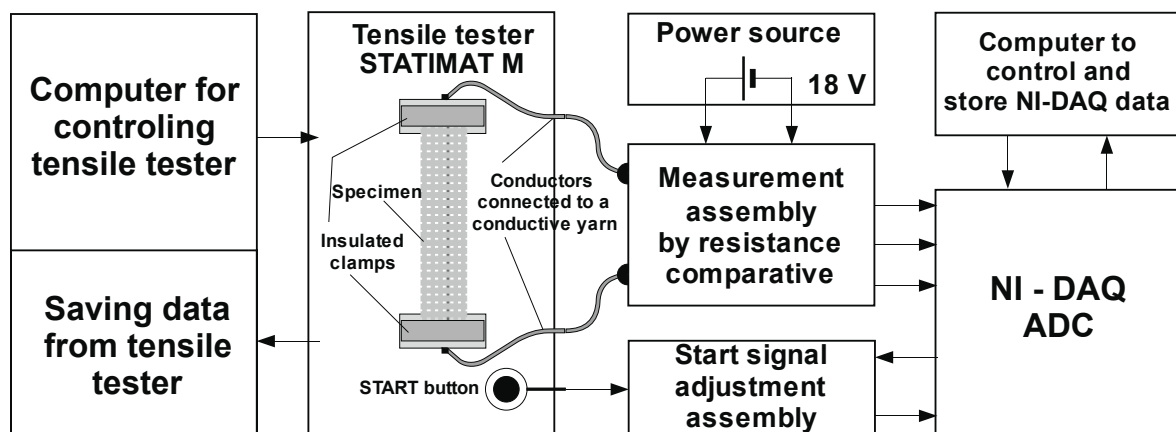 Computer for
controling
tensile tester
Saving data
from tensile
tester
Tensile tester
STATIMAT M
Specimen
Insulated
clamps
Conductors
connected to a
conductive yarn
START button
Power source
18 V
Measurement
assembly
by resistance
comparative
Start signal
adjustment
assembly
Computer to
control and
store NI-DAQ data
NI - DAQ
ADC